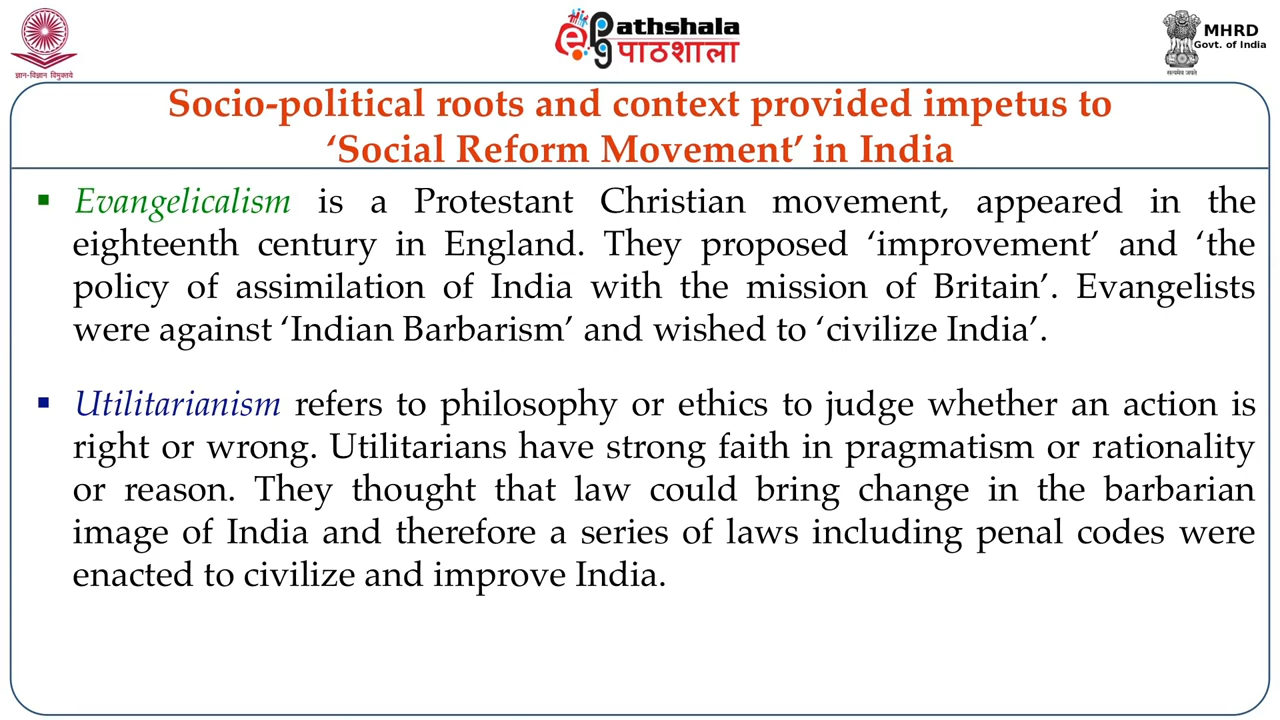 ePG Pathshala
पाठशाला
MHRD
Govt. of India
ज्ञान-विज्ञान विमुक्तये
सत्यमेव जयते
Socio-political roots and context provided impetus to
‘Social Reform Movement’ in India
▪ Evangelicalism is a Protestant Christian movement, appeared in the
eighteenth century in England. They proposed ‘improvement’ and ‘the
policy of assimilation of India with the mission of Britain’. Evangelists
were against ‘Indian Barbarism’ and wished to ‘civilize India’.
▪ Utilitarianism refers to philosophy or ethics to judge whether an action is
right or wrong. Utilitarians have strong faith in pragmatism or rationality
or reason. They thought that law could bring change in the barbarian
image of India and therefore a series of laws including penal codes were
enacted to civilize and improve India.